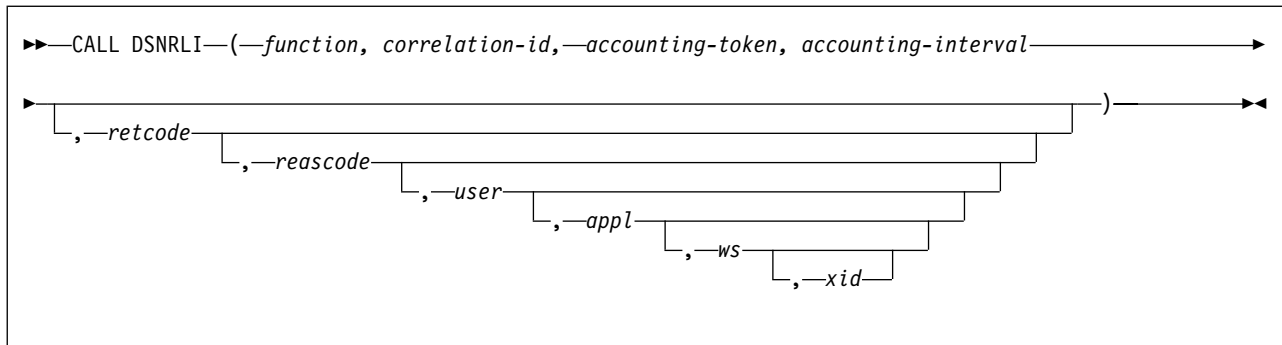 CALL DSNRLI ( function, correlation-id, accounting-token, accounting-interval
)
, retcode
, reascode
, user
, appl
, ws
, xid